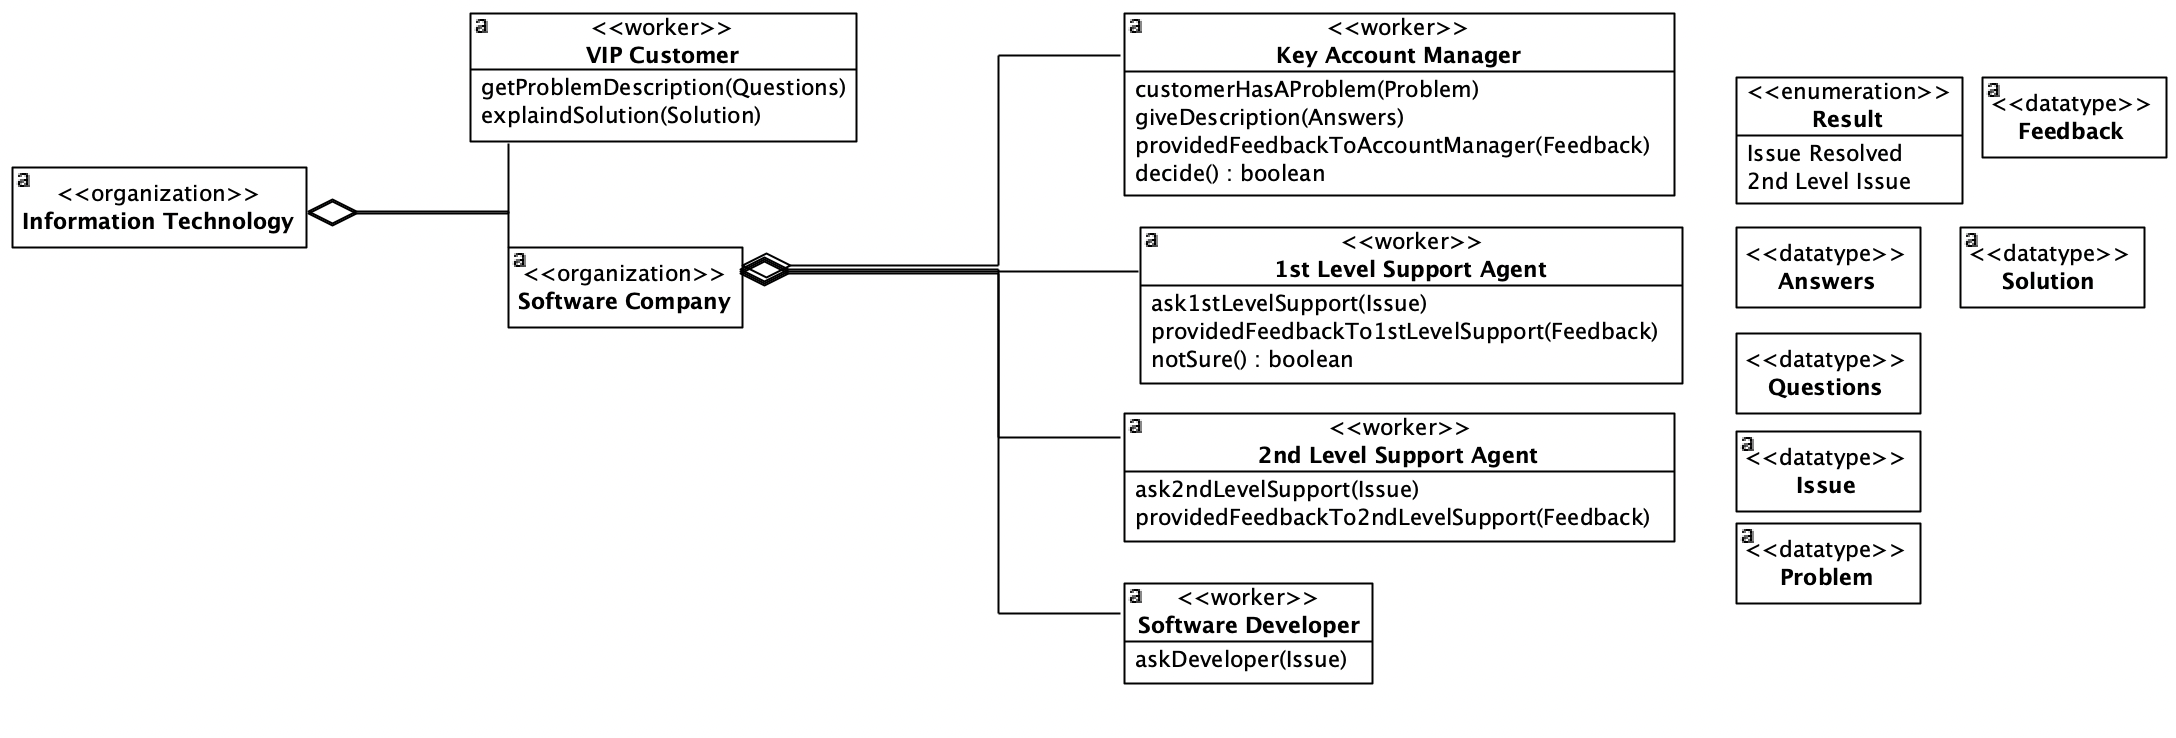 a
<<worker>>
VIP Customer
getProblemDescription(Questions)
explaindSolution(Solution)
a
<<organization>>
Information Technology
a
<<organization>>
Software Company
a
<<worker>>
Key Account Manager
customerHasAProblem(Problem)
giveDescription(Answers)
providedFeedbackToAccountManager(Feedback)
decide() : boolean
a
<<worker>>
1st Level Support Agent
ask1stLevelSupport(Issue)
providedFeedbackTo1stLevelSupport(Feedback)
notSure() : boolean
a
<<worker>>
2nd Level Support Agent
ask2ndLevelSupport(Issue)
providedFeedbackTo2ndLevelSupport(Feedback)
a
<<worker>>
Software Developer
askDeveloper(Issue)
<<enumeration>>
Result
Issue Resolved
2nd Level Issue
a
<<datatype>>
Feedback
<<datatype>>
Answers
a
<<datatype>>
Solution
<<datatype>>
Questions
a
<<datatype>>
Issue
a
<<datatype>>
Problem